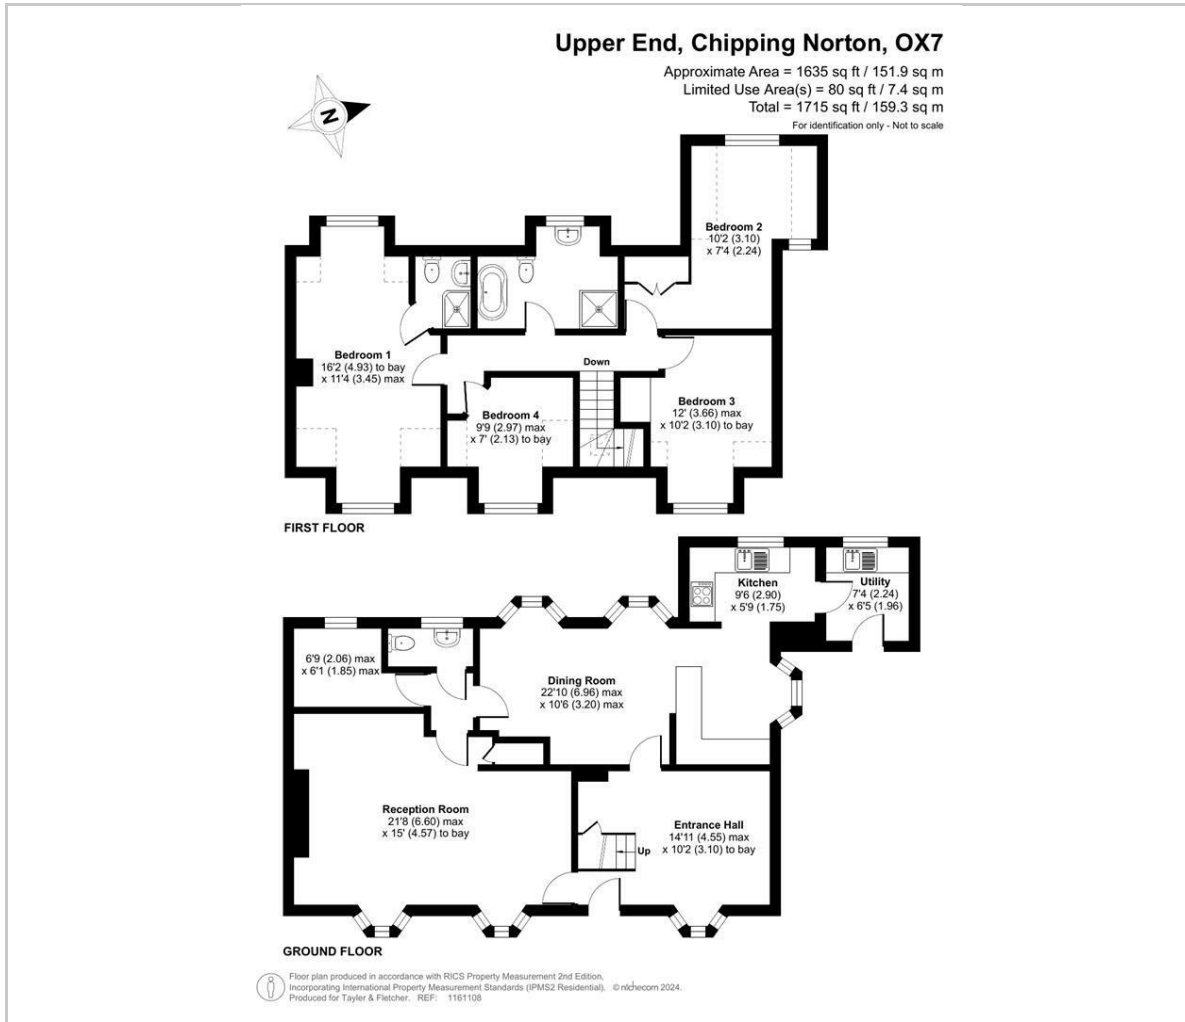 Upper End, Chipping Norton, OX7
Approximate Area = 1635 sq ft / 151.9 sq m
Limited Use Area(s) = 80 sq ft / 7.4 sq m
Total = 1715 sq ft / 159.3 sq m
For identification only - Not to scale
N
Bedroom 2
10'2 (3.10)
x 7'4 (2.24)
Bedroom 1
16'2 (4.93) to bay
x 11'4 (3.45) max
Down
Bedroom 4
9'9 (2.97) max
x 7' (2.13) to bay
Bedroom 3
12' (3.66) max
x 10'2 (3.10) to bay
FIRST FLOOR
Kitchen
9'6 (2.90)
x 5'9 (1.75)
Utility
7'4 (2.24)
x 6'5 (1.96)
6'9 (2.06) max
x 6'1 (1.85) max
Dining Room
22'10 (6.96) max
x 10'6 (3.20) max
Reception Room
21'8 (6.60) max
x 15' (4.57) to bay
Entrance Hall
14'11 (4.55) max
x 10'2 (3.10) to bay
Up
GROUND FLOOR
Floor plan produced in accordance with RICS Property Measurement 2nd Edition,
Incorporating International Property Measurement Standards (IPMS2 Residential). © nichecom 2024.
Produced for Tayler & Fletcher. REF: 1161108